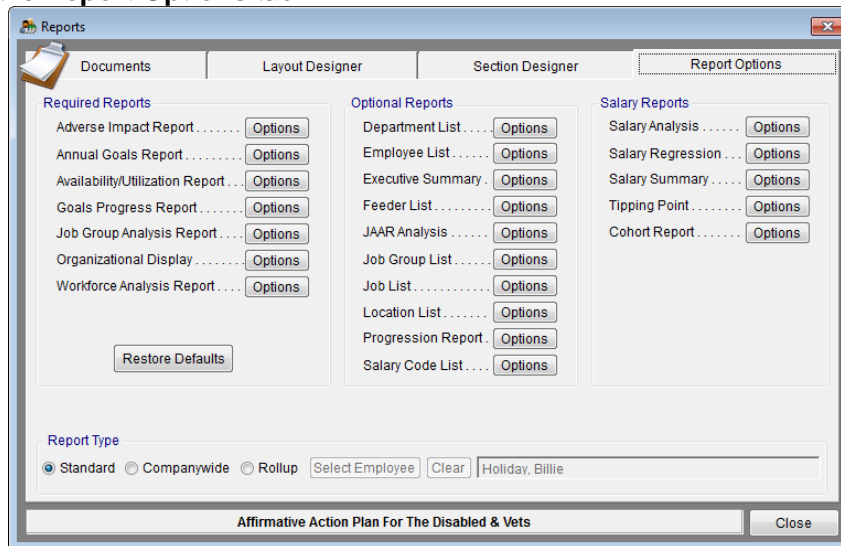 Reports
Documents
Layout Designer
Section Designer
Report Options
Required Reports
Adverse Impact Report . . . . . . . Options
Annual Goals Report . . . . . . . . . Options
Availability/Utilization Report . . . Options
Goals Progress Report . . . . . . . Options
Job Group Analysis Report . . . . Options
Organizational Display . . . . . . . . Options
Workforce Analysis Report . . . . Options
Restore Defaults
Optional Reports
Department List . . . . . Options
Employee List . . . . . . Options
Executive Summary . Options
Feeder List . . . . . . . . . Options
JAAR Analysis . . . . . . Options
Job Group List . . . . . . Options
Job List . . . . . . . . . . . . Options
Location List . . . . . . . Options
Progression Report . Options
Salary Code List . . . . Options
Salary Reports
Salary Analysis . . . . . . Options
Salary Regression . . . Options
Salary Summary . . . . . Options
Tipping Point . . . . . . . . Options
Cohort Report . . . . . . . Options
Report Type
Standard Companywide Rollup Select Employee Clear Holiday, Billie
Affirmative Action Plan For The Disabled & Vets
Close